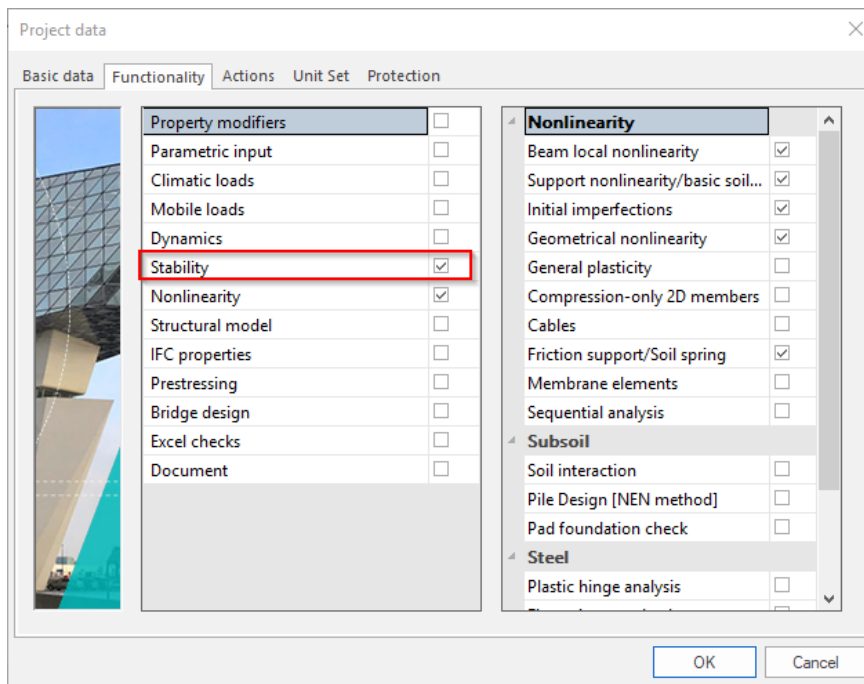 Project data
Basic data Functionality Actions Unit Set Protection
Property modifiers
Parametric input
Climatic loads
Mobile loads
Dynamics
Stability
Nonlinearity
Structural model
IFC properties
Prestressing
Bridge design
Excel checks
Document
Nonlinearity
Beam local nonlinearity
Support nonlinearity/basic soil...
Initial imperfections
Geometrical nonlinearity
General plasticity
Compression-only 2D members
Cables
Friction support/Soil spring
Membrane elements
Sequential analysis
Subsoil
Soil interaction
Pile Design [NEN method]
Pad foundation check
Steel
Plastic hinge analysis
OK Cancel